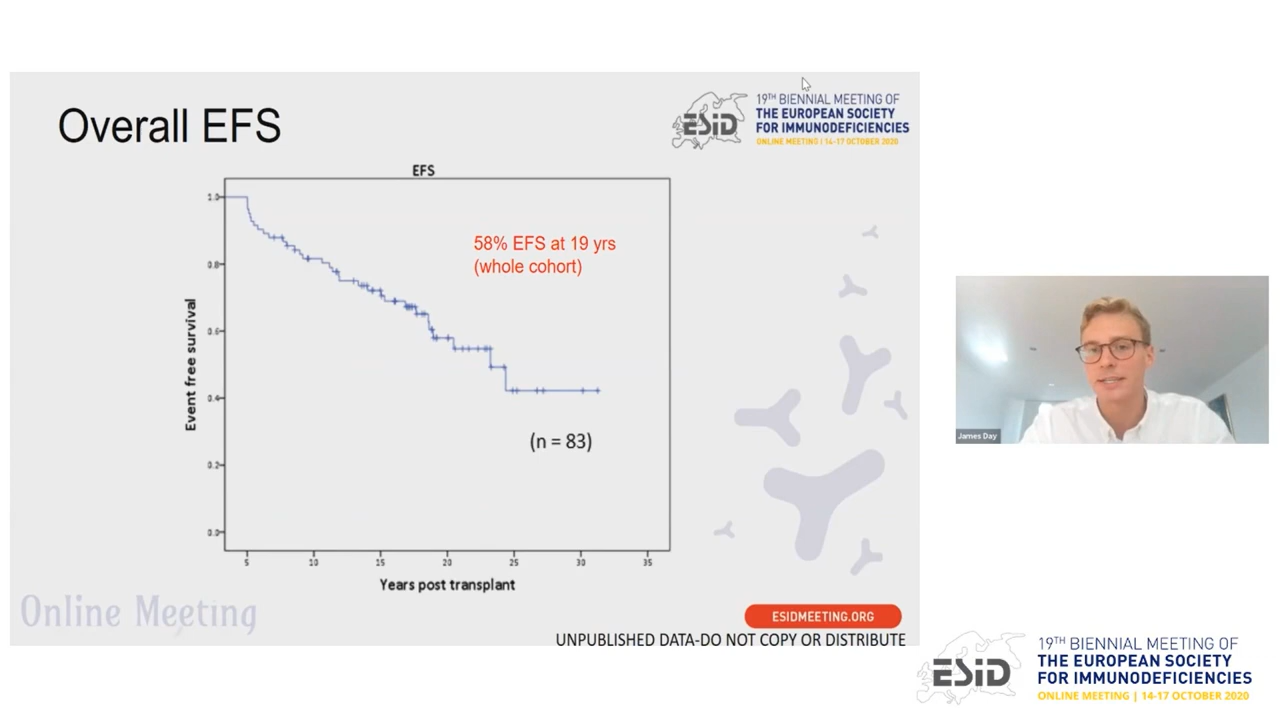 Overall EFS
ESiD
19TH BIENNIAL MEETING OF
THE EUROPEAN SOCIETY
FOR IMMUNODEFICIENCIES
ONLINE MEETING | 14-17 OCTOBER 2020
EFS
1.0
0.8
0.6
0.4
0.2
0.0
Event free survival
58% EFS at 19 yrs
(whole cohort)
(n = 83)
5 10 15 20 25 30 35
Years post transplant
Online Meeting
ESIDMEETING.ORG
UNPUBLISHED DATA-DO NOT COPY OR DISTRIBUTE
James Day
ESiD
19TH BIENNIAL MEETING OF
THE EUROPEAN SOCIETY
FOR IMMUNODEFICIENCIES
ONLINE MEETING | 14-17 OCTOBER 2020